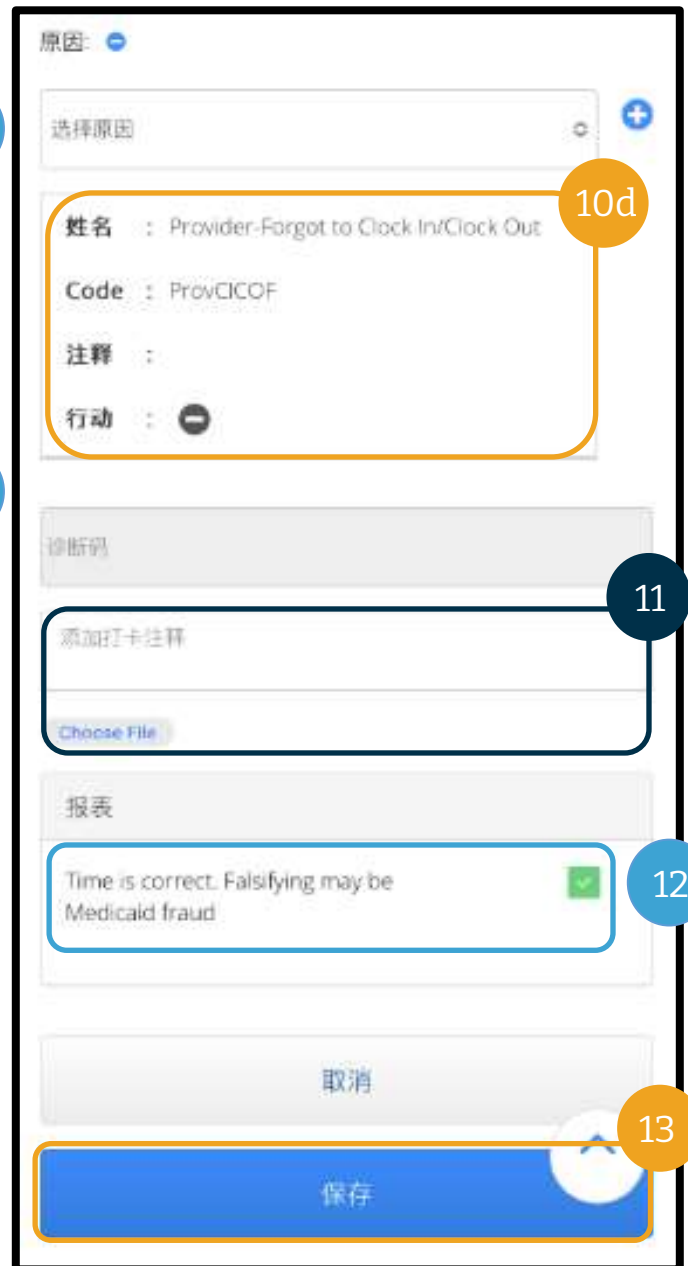 原因:
选择原因
10d
姓名 : Provider-Forgot to Clock In/Clock Out
Code : ProvCICOF
注释 :
行动 :
诊断码
11
添加打卡注释
Choose File
报表
Time is correct. Falsifying may be
Medicaid fraud
12
取消
13
保存